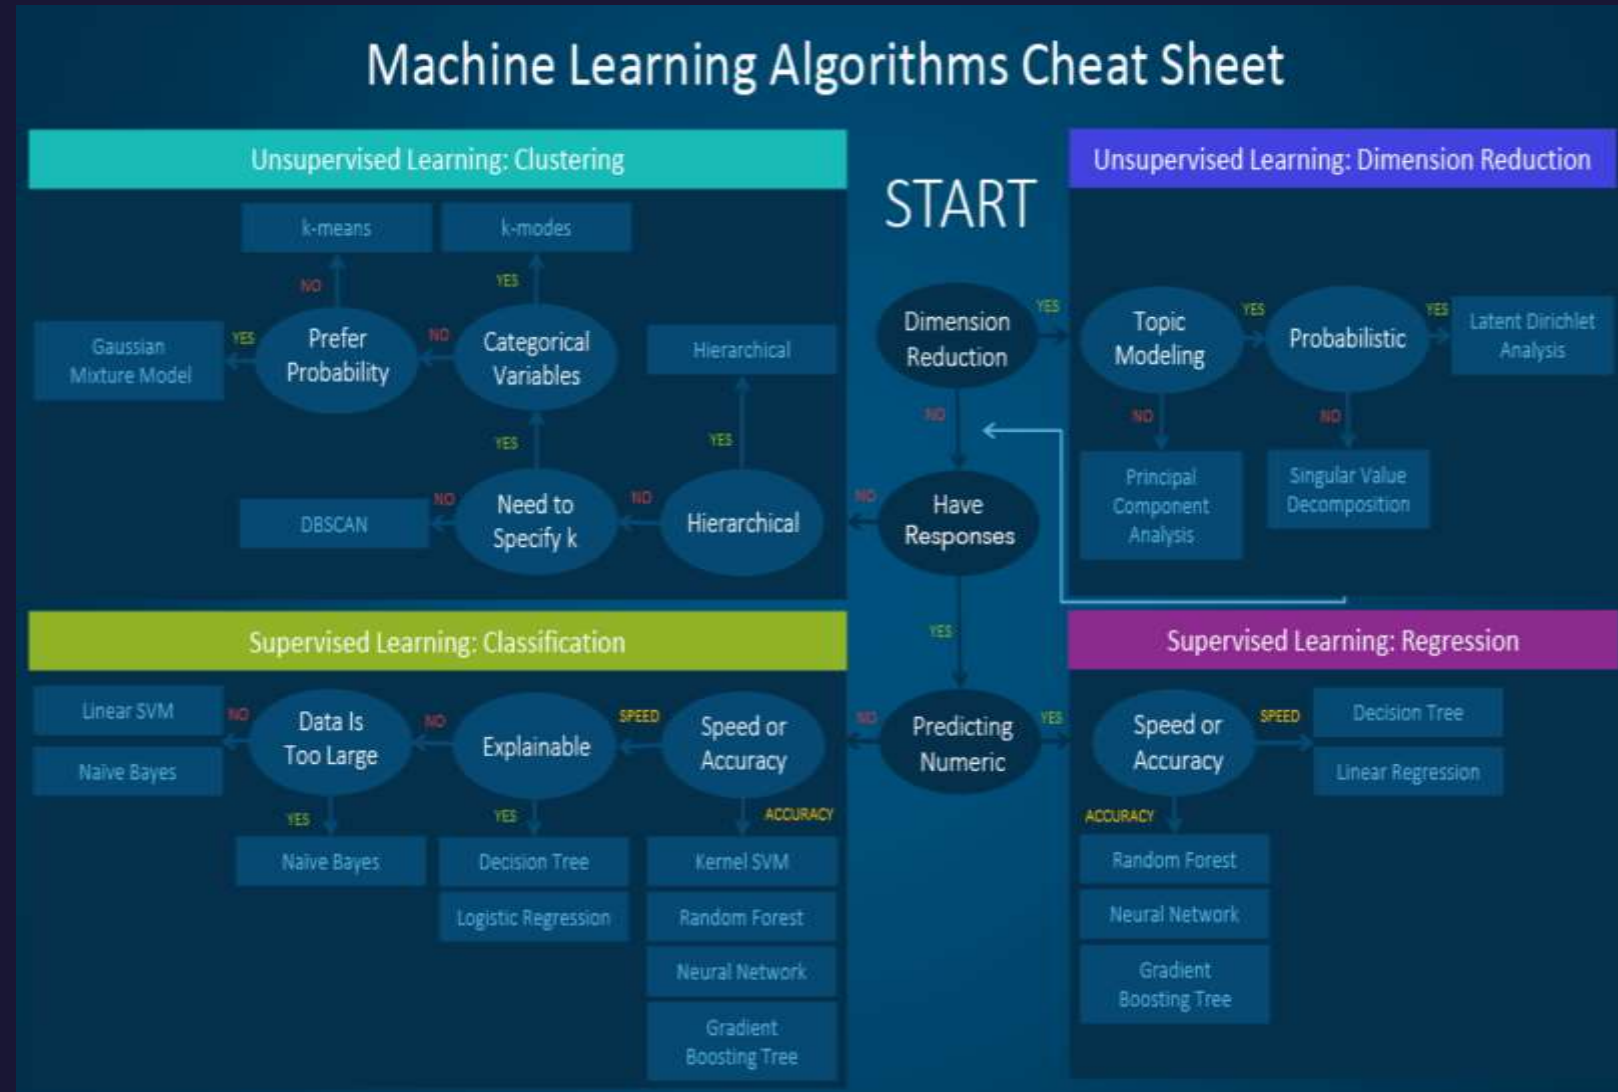 Machine Learning Algorithms Cheat Sheet
Unsupervised Learning: Clustering
k-means
k-modes
NO
YES
Gaussian
Mixture Model
YES
Prefer
Probability
NO
Categorical
Variables
Hierarchical
YES
YES
DBSCAN
NO
Need to
Specify k
NO
Hierarchical
START
Dimension
Reduction
YES
NO
NO
Have
Responses
YES
NO
Predicting
Numeric
YES
Unsupervised Learning: Dimension Reduction
Topic
Modeling
YES
Probabilistic
YES
Latent Dirichlet
Analysis
NO
NO
Principal
Component
Analysis
Singular Value
Decomposition
Supervised Learning: Classification
Linear SVM
Naïve Bayes
NO
Data Is
Too Large
NO
Explainable
SPEED
Speed or
Accuracy
YES
YES
ACCURACY
Naïve Bayes
Decision Tree
Logistic Regression
Kernel SVM
Random Forest
Neural Network
Gradient
Boosting Tree
Supervised Learning: Regression
Speed or
Accuracy
SPEED
Decision Tree
Linear Regression
ACCURACY
Random Forest
Neural Network
Gradient
Boosting Tree